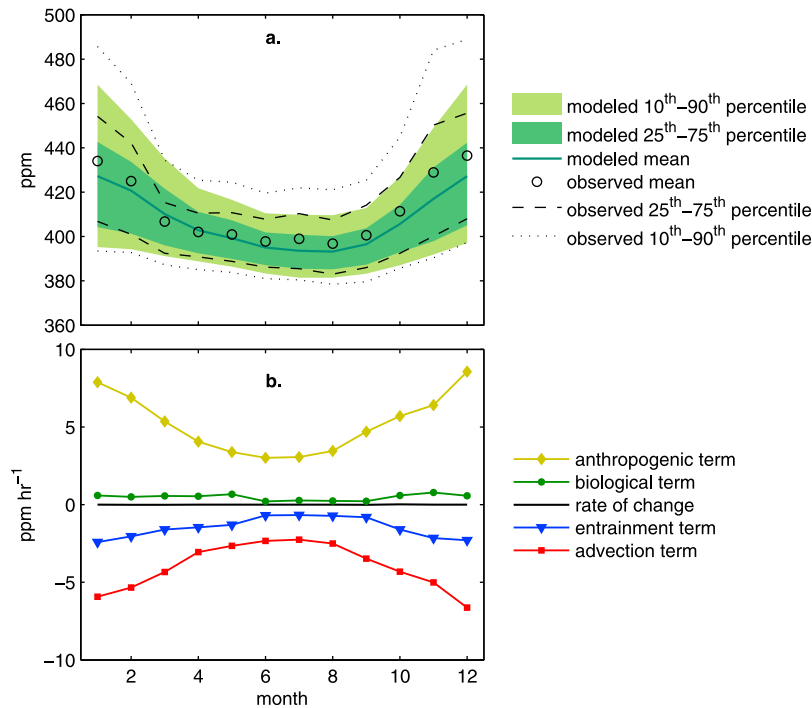 500
480
460
440
420
400
380
360
ppm
a.
modeled 10th–90th percentile
modeled 25th–75th percentile
modeled mean
observed mean
observed 25th–75th percentile
observed 10th–90th percentile
10
5
0
−5
−10
ppm hr−1
b.
2 4 6 8 10 12
month
anthropogenic term
biological term
rate of change
entrainment term
advection term